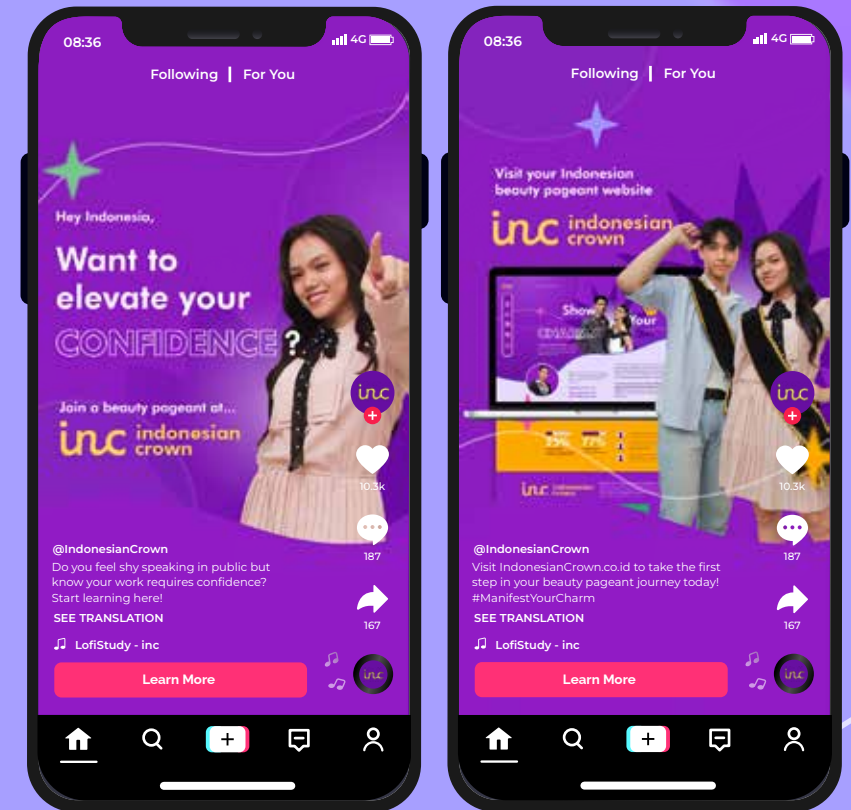 08:36
4G
Following | For You
Hey Indonesia,
Want to
elevate your
CONFIDENCE?
Join a beauty pageant at...
inc indonesian
crown
inc
10.3k
187
167
@IndonesianCrown
Do you feel shy speaking in public but
know your work requires confidence?
Start learning here!
SEE TRANSLATION
LofiStudy - inc
Learn More
inc
08:36
4G
Following | For You
Visit your Indonesian
beauty pageant website
inc indonesian
crown
Show
Your
inc
77%
inc
10.3k
187
167
@IndonesianCrown
Visit IndonesianCrown.co.id to take the first
step in your beauty pageant journey today!
#ManifestYourCharm
SEE TRANSLATION
LofiStudy - inc
Learn More
inc